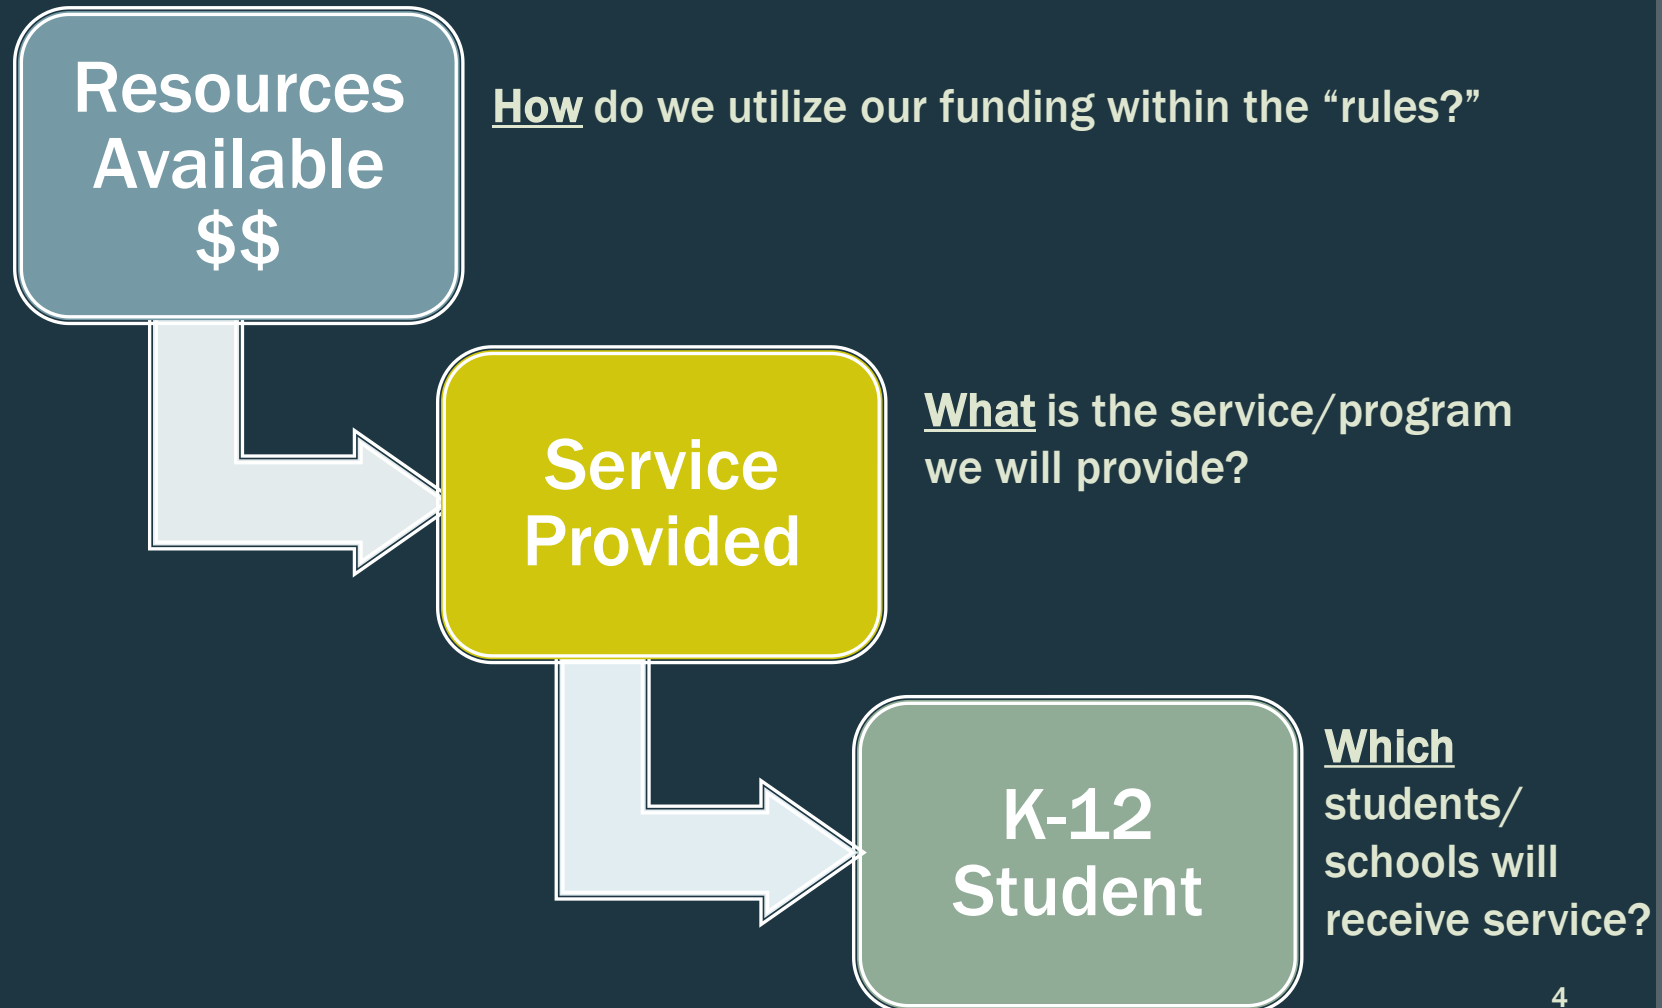 Resources
Available
$$
How do we utilize our funding within the “rules?”
Service
Provided
What is the service/program
we will provide?
K-12
Student
Which
students/
schools will
receive service?
4